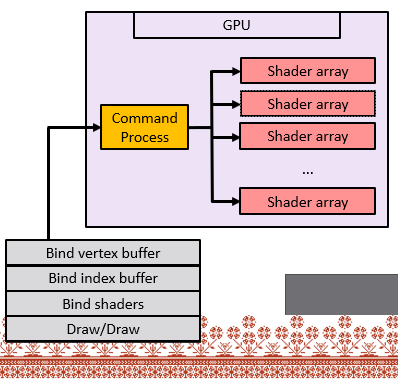 GPU
Command
Process
Shader array
Shader array
Shader array
...
Shader array
Bind vertex buffer
Bind index buffer
Bind shaders
Draw/Draw